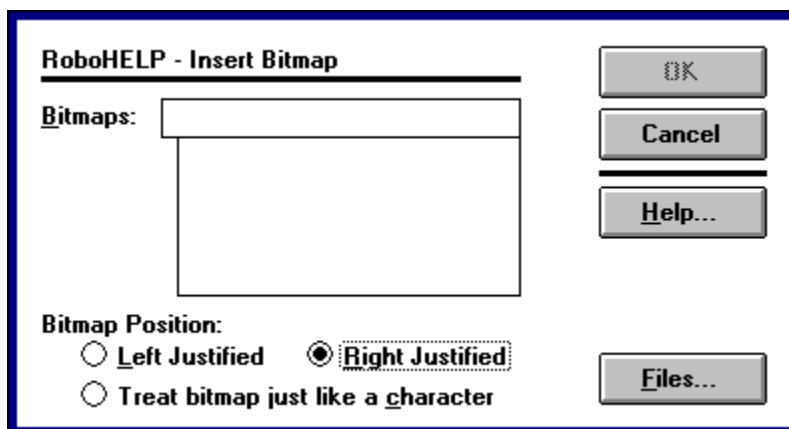 RoboHELP - Insert Bitmap
OK
Bitmaps:
Cancel
Help...
Bitmap Position:
Left Justified
Right Justified
Treat bitmap just like a character
Files...